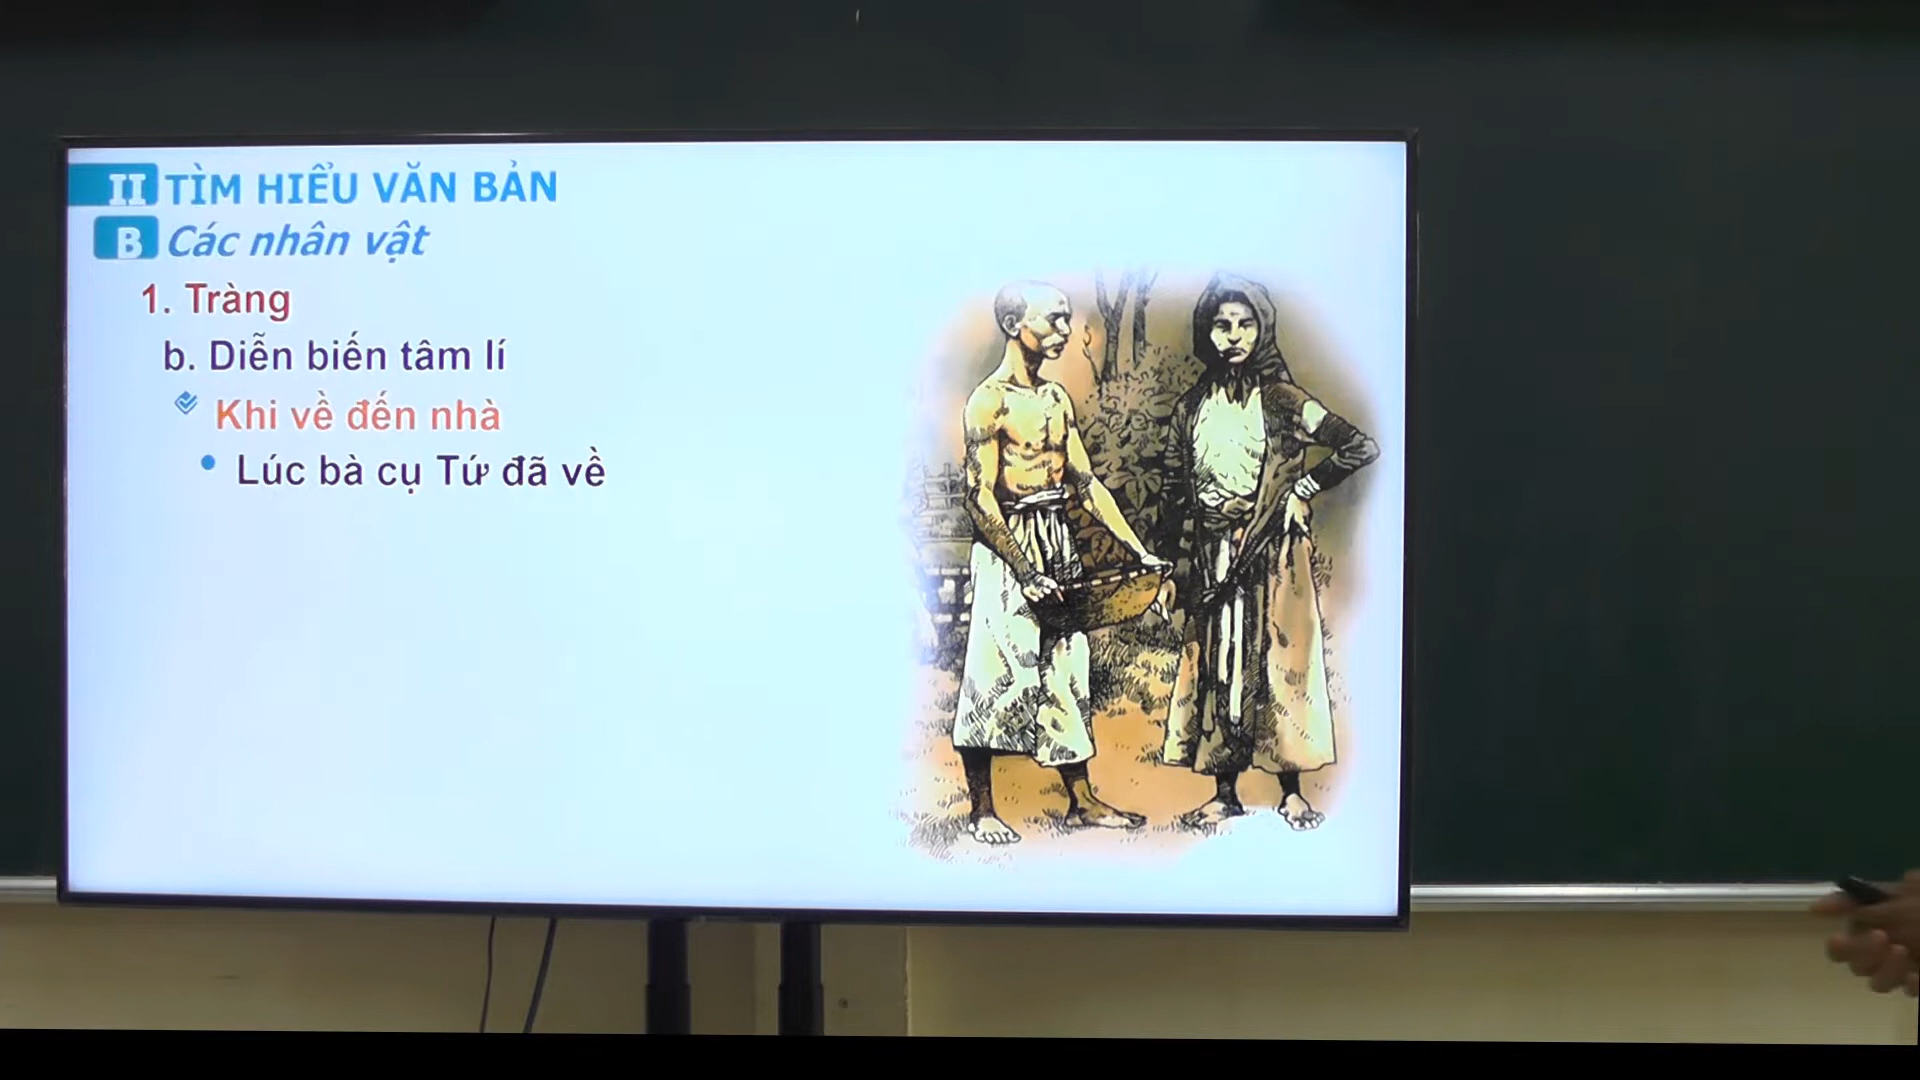 II TÌM HIỂU VĂN BẢN
B Các nhân vật
1. Tràng
b. Diễn biến tâm lí
Khi về đến nhà
• Lúc bà cụ Tứ đã về